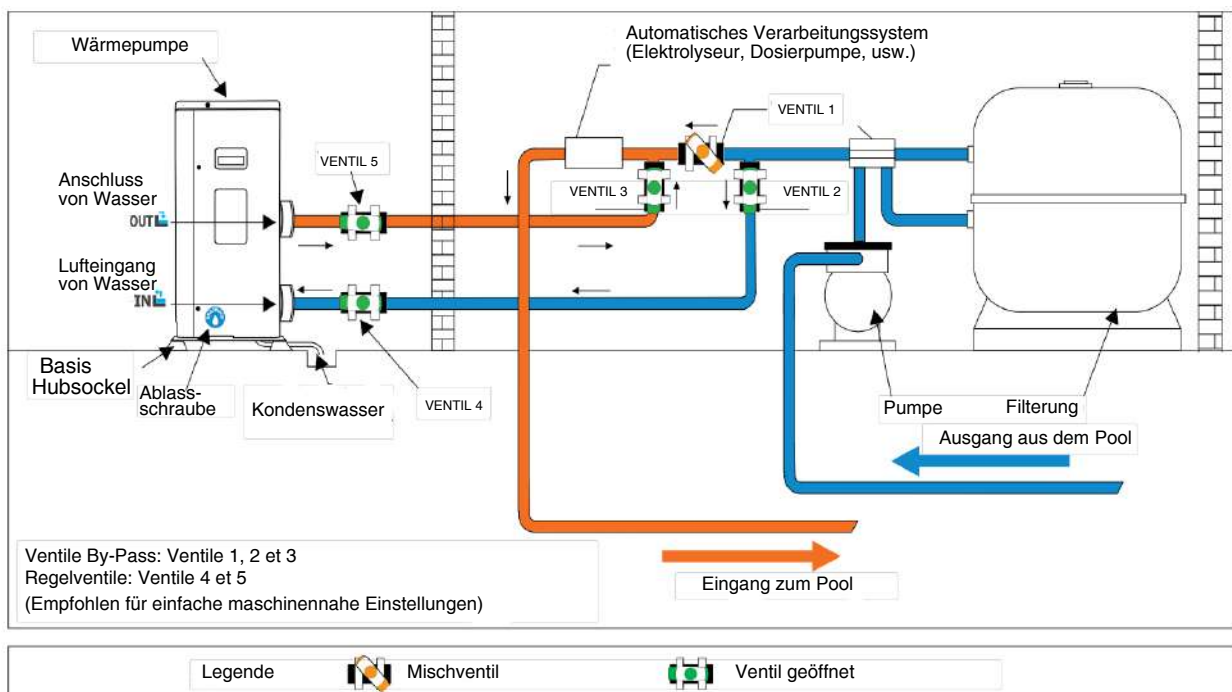 Wärmepumpe
Automatisches Verarbeitungssystem
(Elektrolyseur, Dosierpumpe, usw.)
VENTIL 1
VENTIL 5
VENTIL 3
VENTIL 2
Anschluss
von Wasser
OUT
Lufteingang
von Wasser
IN
Basis
Hubsockel
Ablass-
schraube
Kondenswasser
VENTIL 4
Pumpe
Filterung
Ausgang aus dem Pool
Ventile By-Pass: Ventile 1, 2 et 3
Regelventile: Ventile 4 et 5
(Empfohlen für einfache maschinennahe Einstellungen)
Eingang zum Pool
Legende
Mischventil
Ventil geöffnet